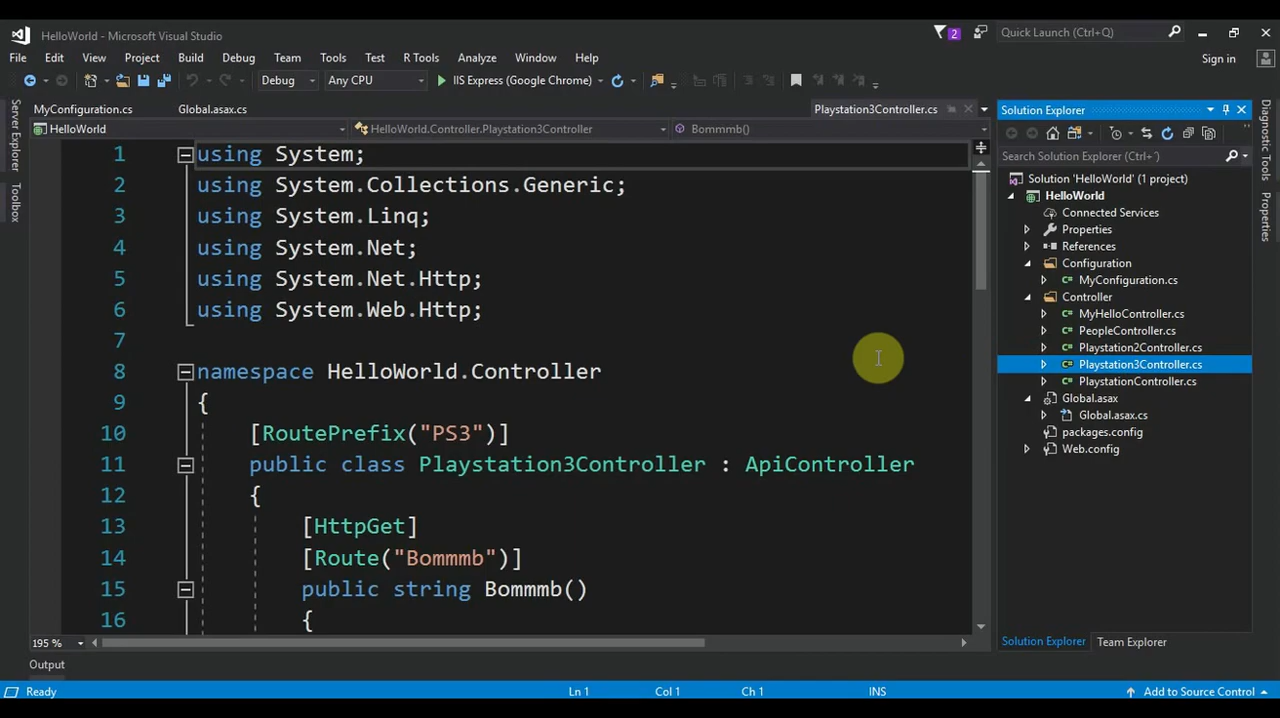 HelloWorld - Microsoft Visual Studio
2
Quick Launch (Ctrl+Q)
File Edit View Project Build Debug Team Tools Test R Tools Analyze Window Help
Sign in
Debug Any CPU IIS Express (Google Chrome)
Server Explorer
Toolbox
MyConfiguration.cs Global.asax.cs Playstation3Controller.cs
HelloWorld HelloWorld.Controller.Playstation3Controller Bommmb()
1 using System;
2 using System.Collections.Generic;
3 using System.Linq;
4 using System.Net;
5 using System.Net.Http;
6 using System.Web.Http;
7
8 namespace HelloWorld.Controller
9 {
10 [RoutePrefix("PS3")]
11 public class Playstation3Controller : ApiController
12 {
13 [HttpGet]
14 [Route("Bommmb")]
15 public string Bommmb()
16 {
195 %
Output
Solution Explorer
Search Solution Explorer (Ctrl+`)
Solution 'HelloWorld' (1 project)
HelloWorld
Connected Services
Properties
References
Configuration
MyConfiguration.cs
Controller
MyHelloController.cs
PeopleController.cs
Playstation2Controller.cs
Playstation3Controller.cs
PlaystationController.cs
Global.asax
Global.asax.cs
packages.config
Web.config
Solution Explorer Team Explorer
Diagnostic Tools
Properties
Ready Ln 1 Col 1 Ch 1 INS Add to Source Control